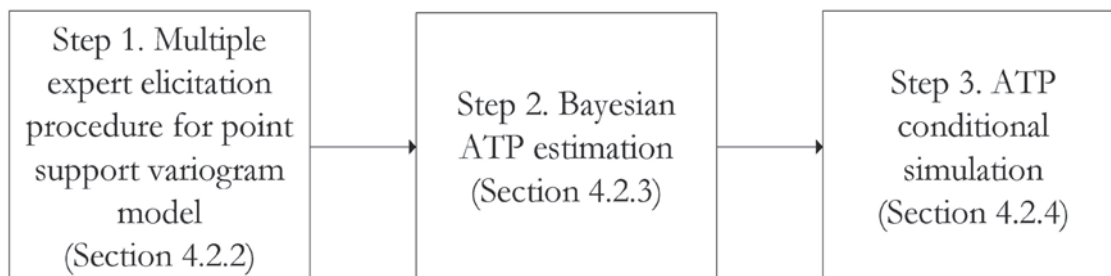 Step 1. Multiple
expert elicitation
procedure for point
support variogram
model
(Section 4.2.2)
Step 2. Bayesian
ATP estimation
(Section 4.2.3)
Step 3. ATP
conditional
simulation
(Section 4.2.4)